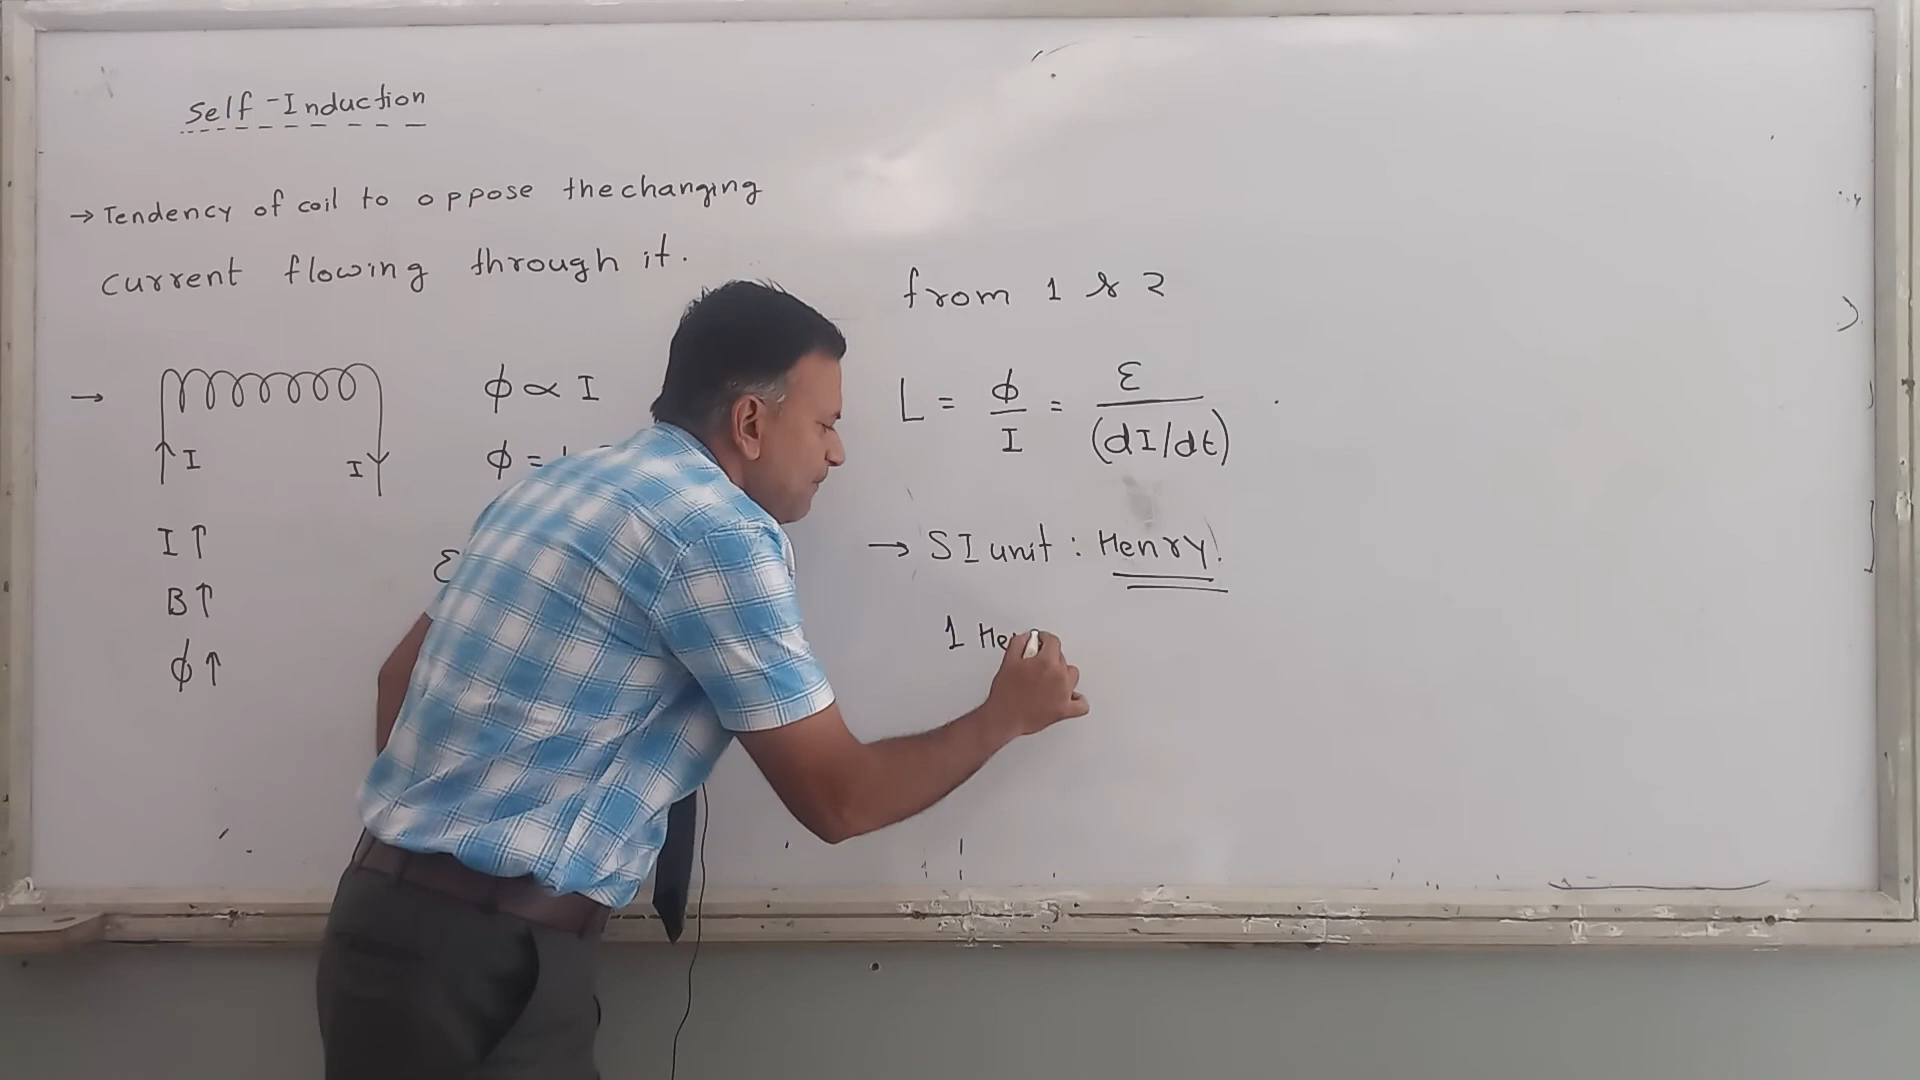 Self-Induction
→ Tendency of coil to oppose the changing
current flowing through it.
→
I
I
I↑
B↑
ϕ↑
ϕ ∝ I
ϕ =
ε
from 1 & 2
L = ϕ/I = ε/(dI/dt)
→ SI unit : Henry.
1 He